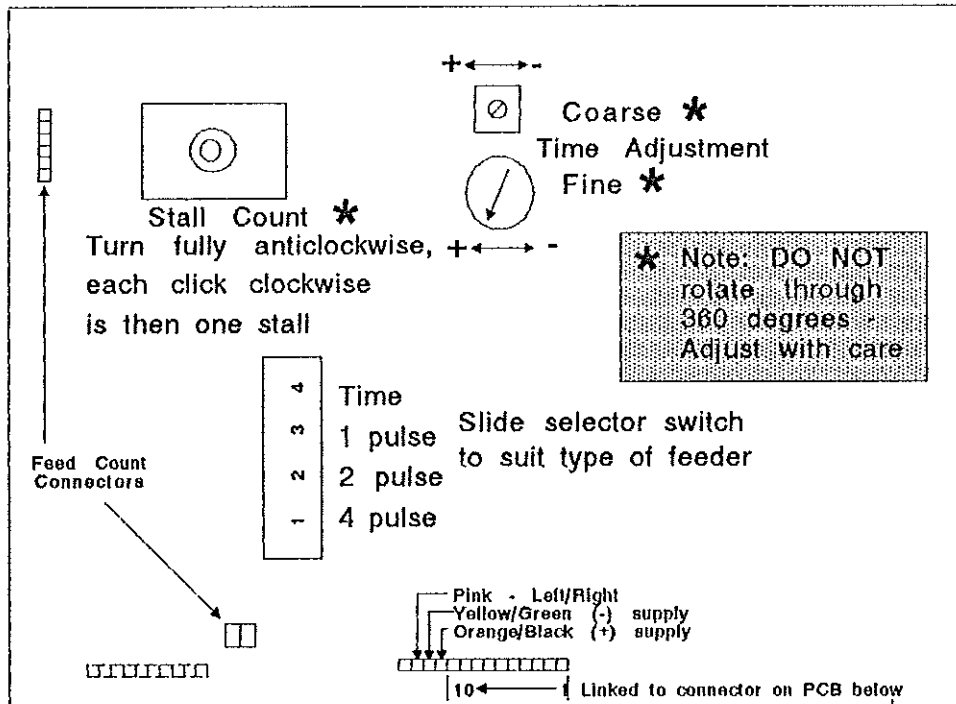 + -
Coarse *
Time Adjustment
Fine *
+ -
Stall Count *
Turn fully anticlockwise,
each click clockwise
is then one stall
* Note: DO NOT
rotate through
360 degrees -
Adjust with care
4 Time
3 1 pulse
2 2 pulse
1 4 pulse
Slide selector switch
to suit type of feeder
Feed Count
Connectors
Pink - Left/Right
Yellow/Green (-) supply
Orange/Black (+) supply
10 1 Linked to connector on PCB below